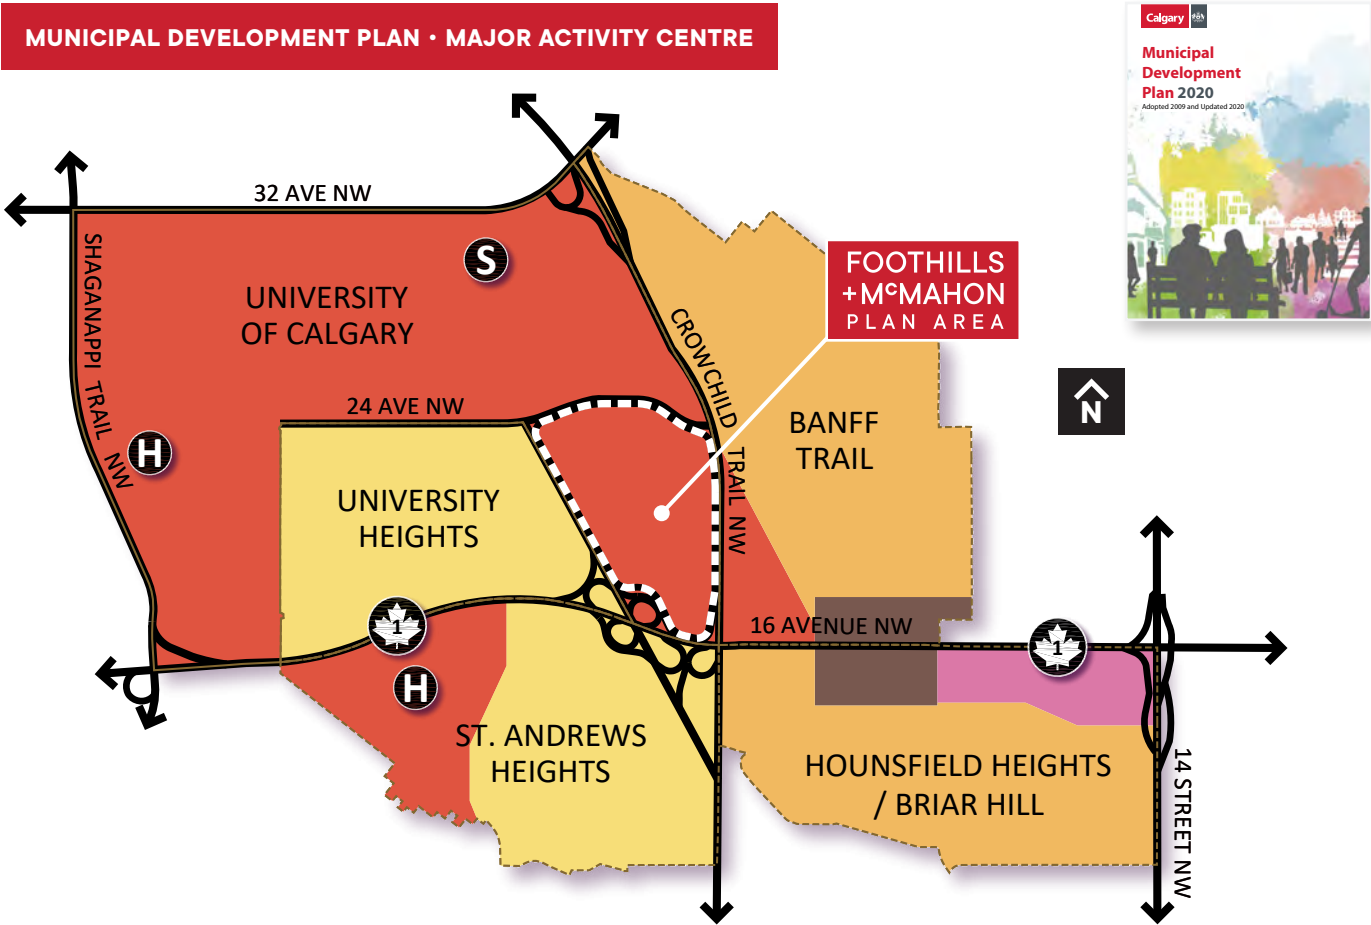 MUNICIPAL DEVELOPMENT PLAN • MAJOR ACTIVITY CENTRE
Calgary
Municipal
Development
Plan 2020
Adopted 2009 and Updated 2020
32 AVE NW
SHAGANAPPI TRAIL NW
S
UNIVERSITY
OF CALGARY
FOOTHILLS
+McMAHON
PLAN AREA
CROWCHILD TRAIL NW
24 AVE NW
BANFF
TRAIL
N
H
UNIVERSITY
HEIGHTS
1
16 AVENUE NW
1
H
ST. ANDREWS
HEIGHTS
HOUNSFIELD HEIGHTS
/ BRIAR HILL
14 STREET NW